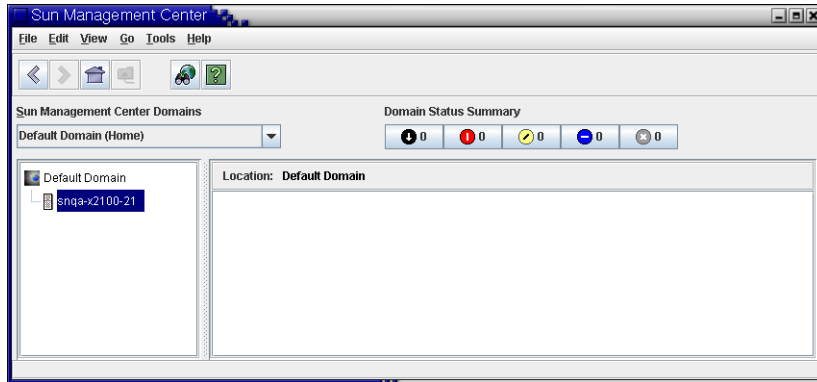 Sun Management Center
File Edit View Go Tools Help
Sun Management Center Domains
Domain Status Summary
Default Domain (Home)
0 0 0 0 0
Default Domain
Location: Default Domain
snqa-x2100-21